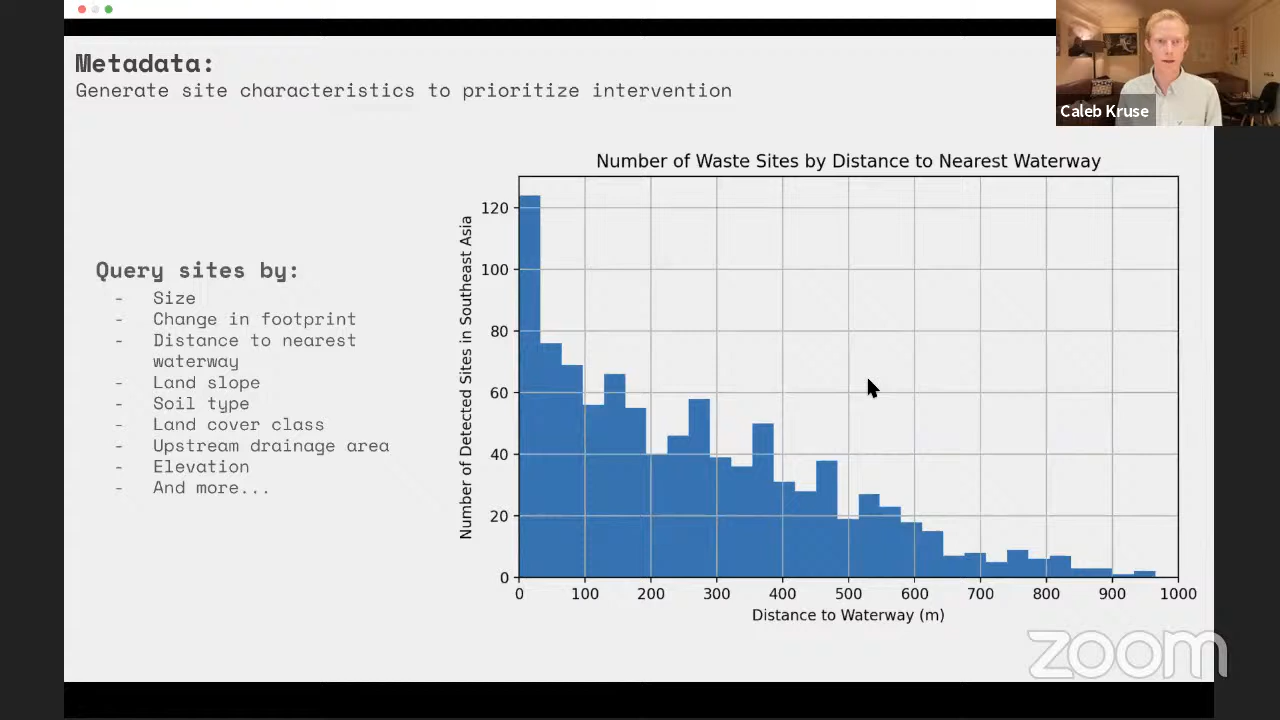 Metadata:
Generate site characteristics to prioritize intervention
Caleb Kruse
Query sites by:
- Size
- Change in footprint
- Distance to nearest
waterway
- Land slope
- Soil type
- Land cover class
- Upstream drainage area
- Elevation
- And more...
Number of Waste Sites by Distance to Nearest Waterway
Number of Detected Sites in Southeast Asia
120
100
80
60
40
20
0
0 100 200 300 400 500 600 700 800 900 1000
Distance to Waterway (m)
zoom